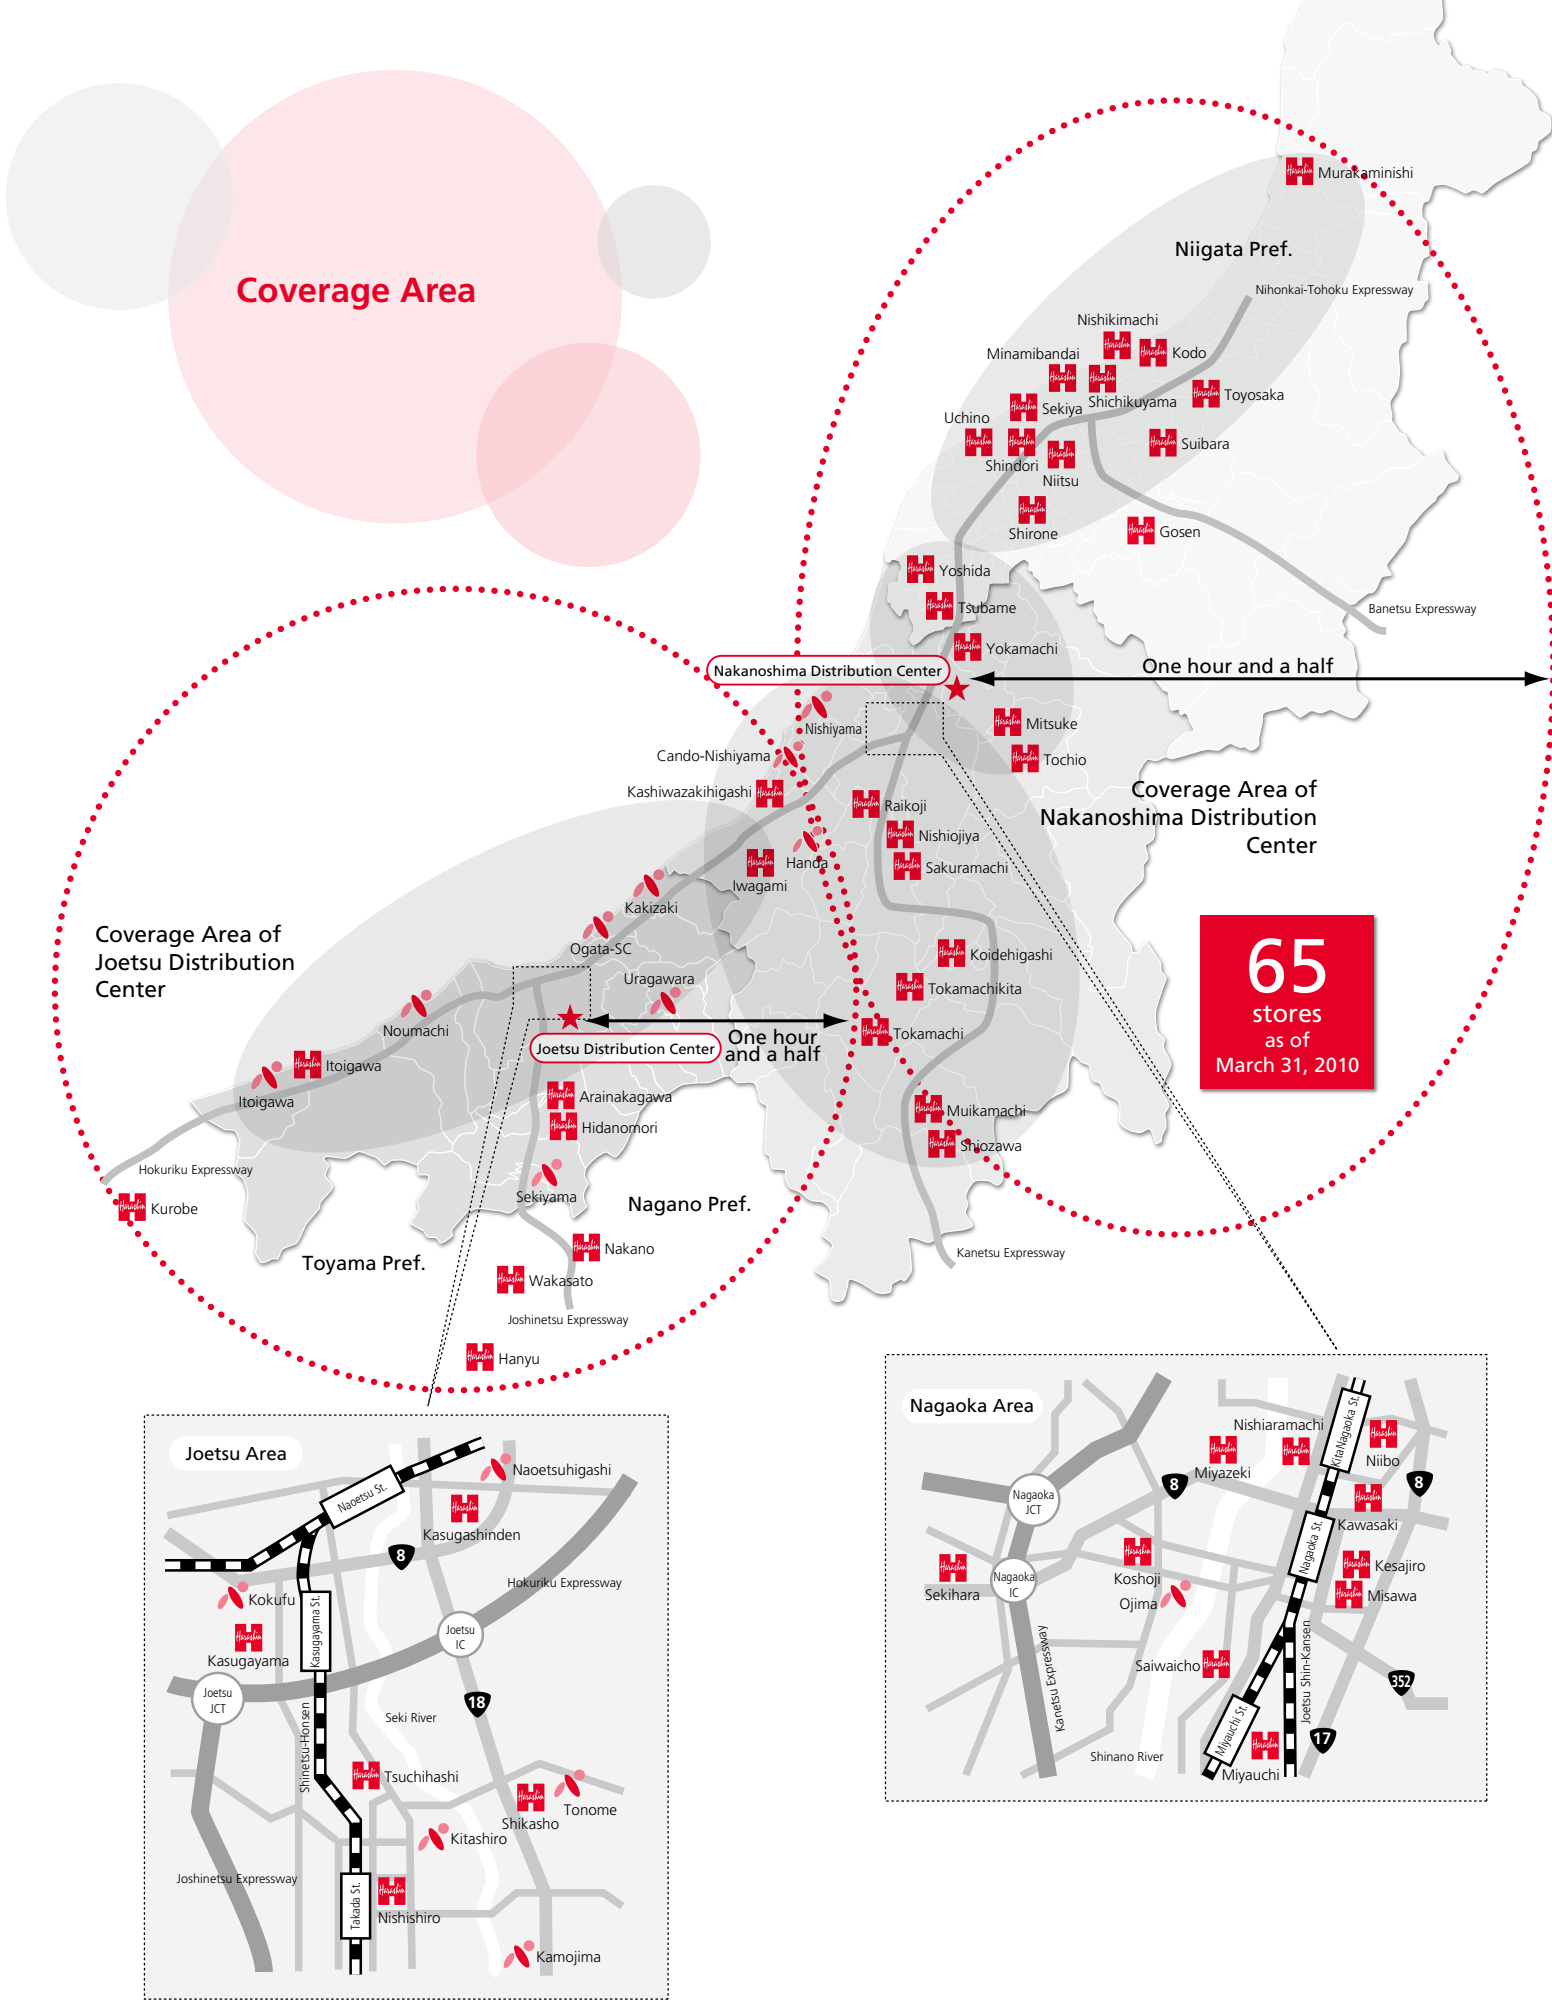 Coverage Area
Murakaminishi
Niigata Pref.
Nihonkai-Tohoku Expressway
Nishikimachi
Kodo
Minamibandai
Shichikuyama
Toyosaka
Sekiya
Uchino
Shindori
Niitsu
Suibara
Shirone
Gosen
Yoshida
Tsubame
Banetsu Expressway
Yokamachi
Nakanoshima Distribution Center
One hour and a half
Nishiyama
Mitsuke
Cando-Nishiyama
Tochio
Kashiwazakihigashi
Coverage Area of
Nakanoshima Distribution
Center
Raikoji
Nishiojiya
Handa
Sakuramachi
Iwagami
Kakizaki
Coverage Area of
Joetsu Distribution
Center
Ogata-SC
65
stores
as of
March 31, 2010
Koidehigashi
Uragawara
Tokamachikita
Noumachi
Tokamachi
One hour
and a half
Joetsu Distribution Center
Itoigawa
Itoigawa
Arainakagawa
Hidanomori
Muikamachi
Shiozawa
Hokuriku Expressway
Sekiyama
Kurobe
Nagano Pref.
Toyama Pref.
Nakano
Kanetsu Expressway
Wakasato
Joshinetsu Expressway
Hanyu
Joetsu Area
Naoetsuhigashi
Naoetsu St.
Kasugashinden
8
Hokuriku Expressway
Kokufu
Kasugayama St.
Kasugayama
Joetsu
IC
Joetsu
JCT
18
Seki River
Shinetsu-Honsen
Tsuchihashi
Shikasho
Tonome
Kitashiro
Joshinetsu Expressway
Takada St.
Nishishiro
Kamojima
Nagaoka Area
Nishiaramachi
KitaNagaoka St.
Niibo
Miyazeki
8
8
Nagaoka
JCT
Kawasaki
Nagaoka St.
Koshoji
Kesajiro
Sekihara
Nagaoka
IC
Ojima
Misawa
Kanetsu Expressway
Saiwaicho
Joetsu Shin-Kansen
352
Miyauchi St.
17
Shinano River
Miyauchi
Harashin